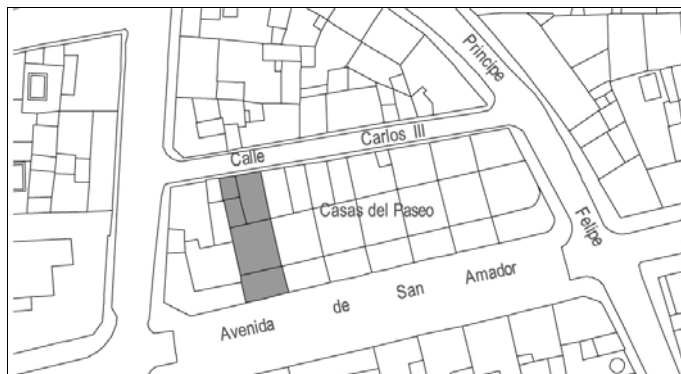 Principe
Calle Carlos III
Casas del Paseo
Felipe
Avenida de San Amador